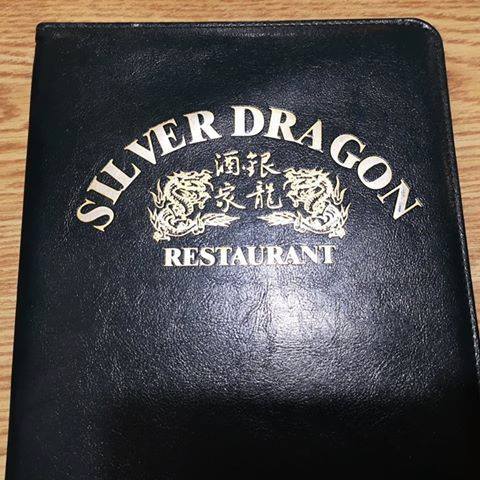 SILVER DRAGON
酒銀
家龍
RESTAURANT